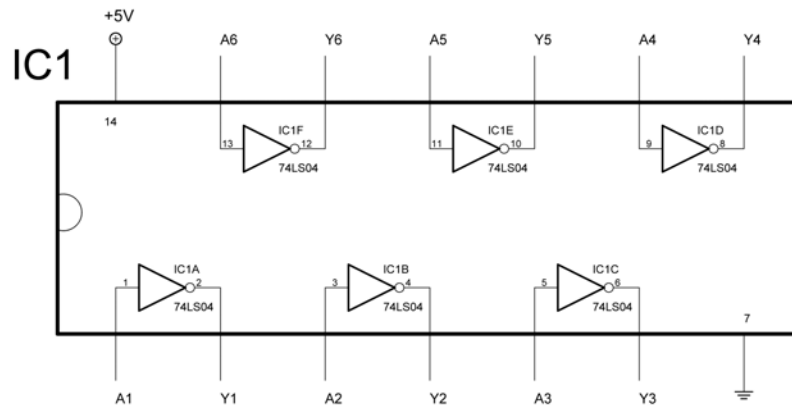 +5V
A6 Y6 A5 Y5 A4 Y4
IC1
14
IC1F IC1E IC1D
13 12 11 10 9 8
74LS04 74LS04 74LS04
IC1A IC1B IC1C
1 2 3 4 5 6
74LS04 74LS04 74LS04
7
A1 Y1 A2 Y2 A3 Y3